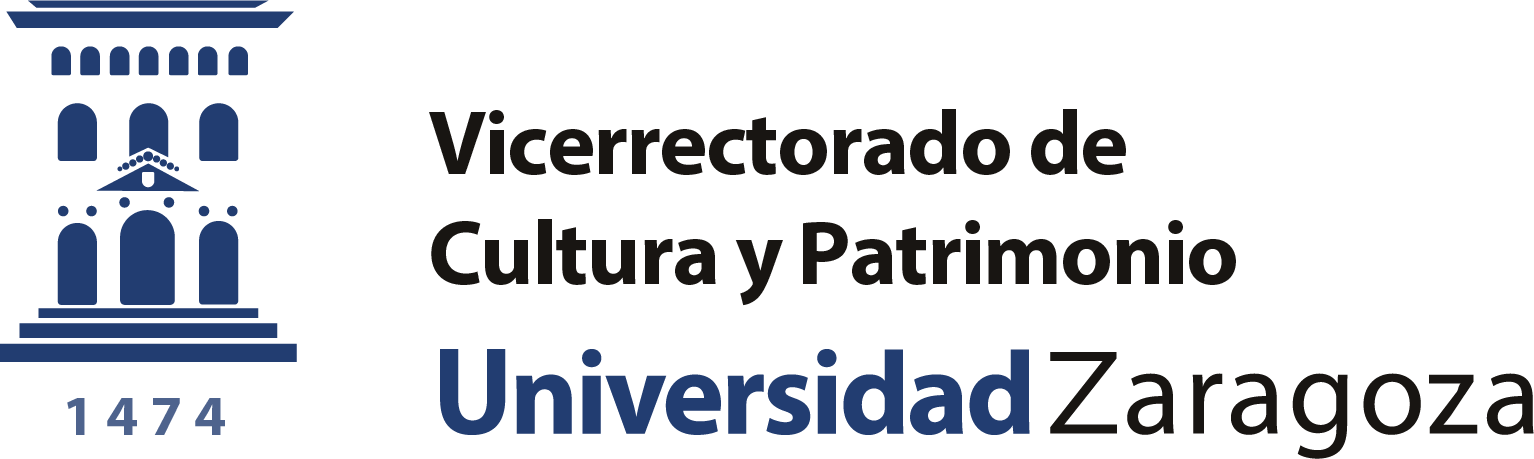 Vicerrectorado de
Cultura y Patrimonio
Universidad Zaragoza
1474